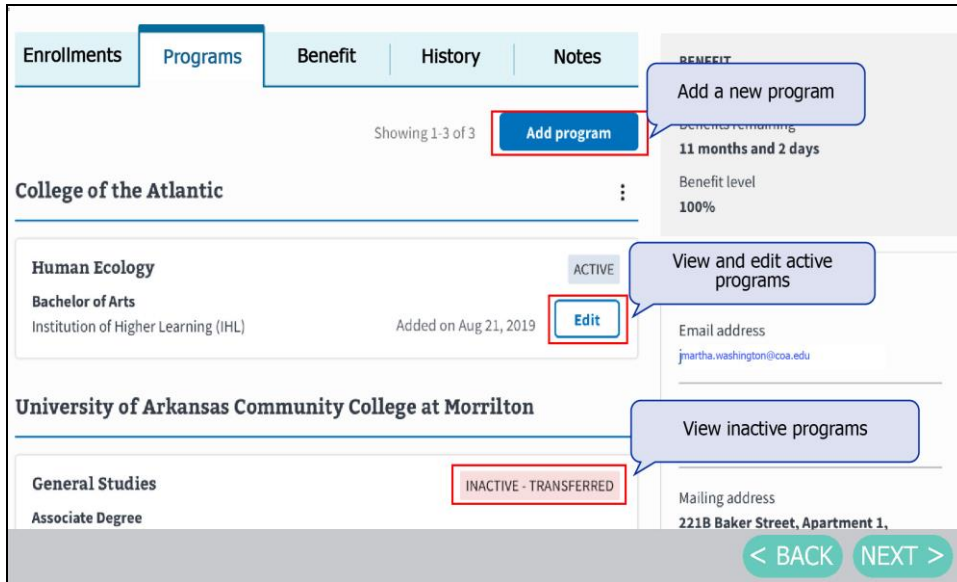 Enrollments
Programs
Benefit
History
Notes
BENEFIT
Add a new program
Showing 1-3 of 3
Add program
Benefits remaining
11 months and 2 days
Benefit level
100%
College of the Atlantic
Human Ecology
ACTIVE
Bachelor of Arts
Institution of Higher Learning (IHL)
Added on Aug 21, 2019
Edit
View and edit active
programs
Email address
jmartha.washington@coa.edu
University of Arkansas Community College at Morrilton
View inactive programs
General Studies
INACTIVE - TRANSFERRED
Associate Degree
Mailing address
221B Baker Street, Apartment 1,
< BACK
NEXT >